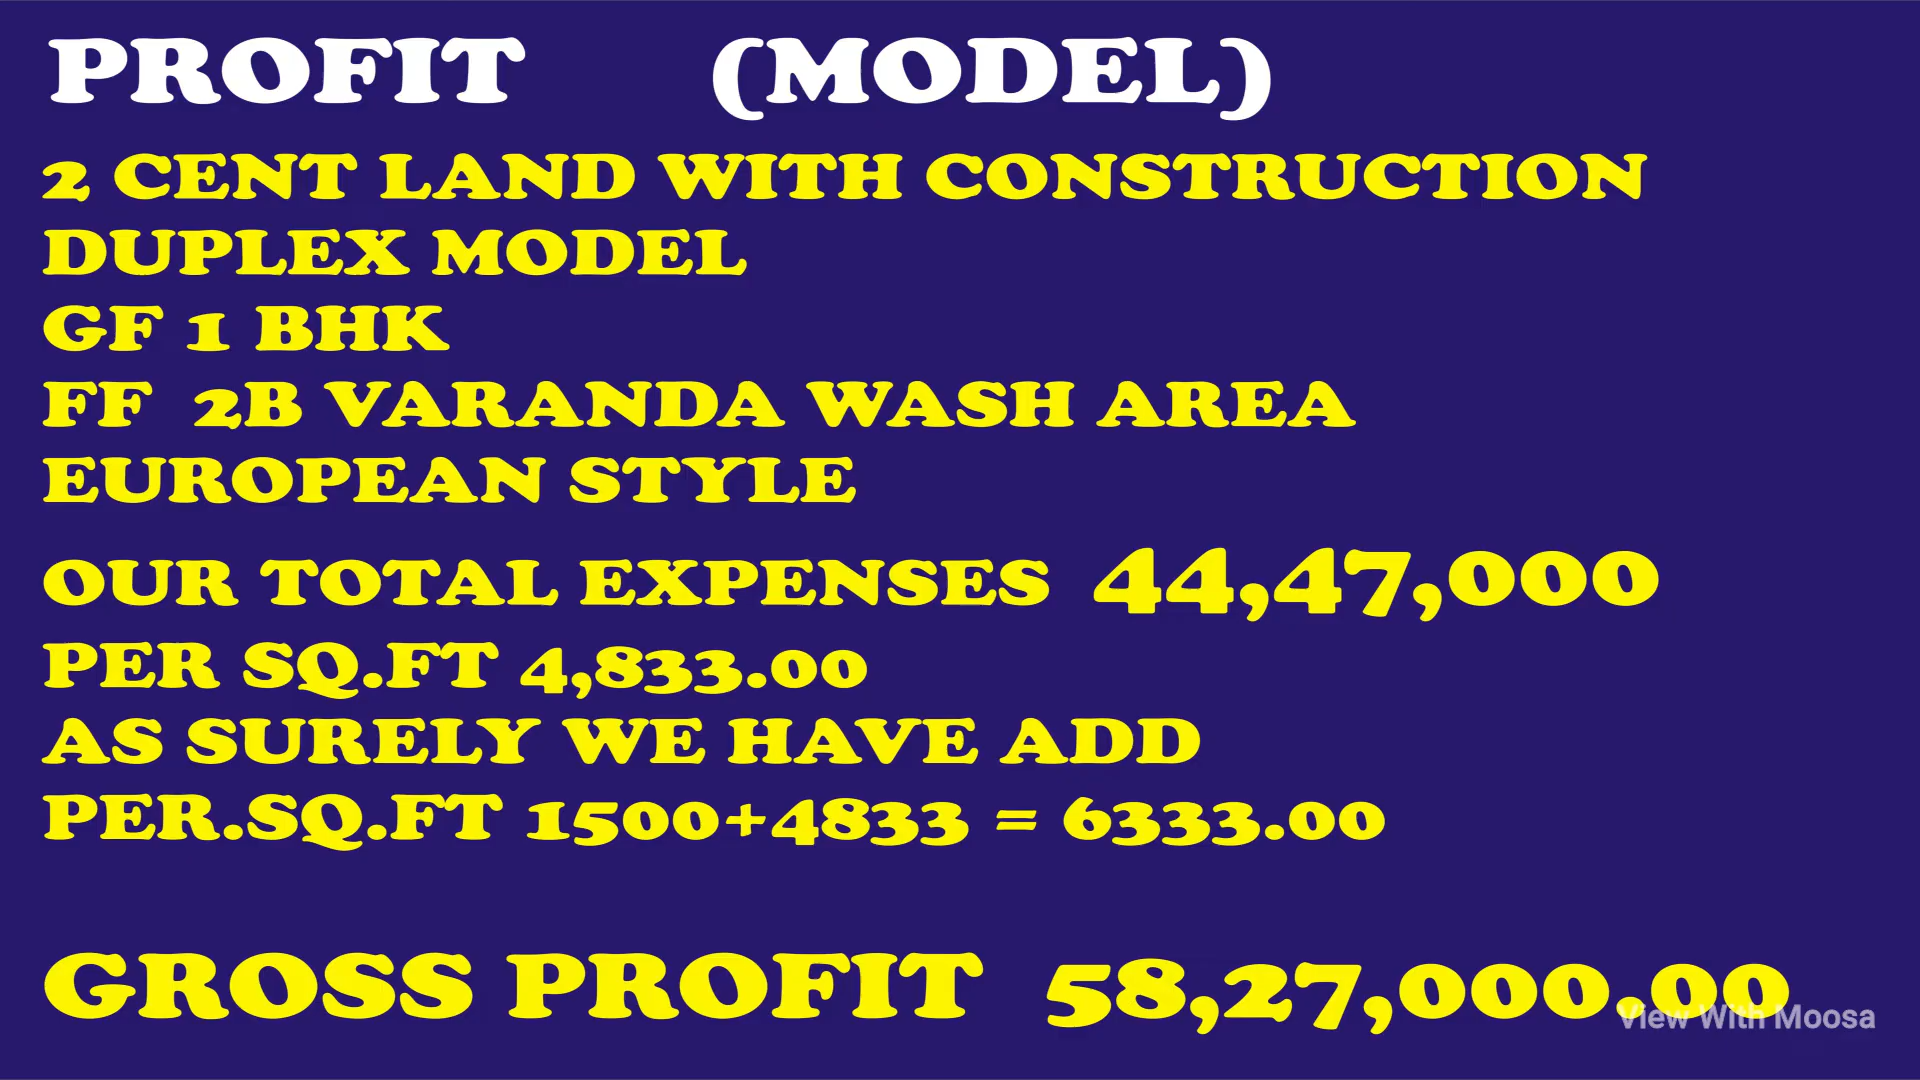 PROFIT (MODEL)
2 CENT LAND WITH CONSTRUCTION
DUPLEX MODEL
GF 1 BHK
FF 2B VARANDA WASH AREA
EUROPEAN STYLE
OUR TOTAL EXPENSES 44,47,000
PER SQ.FT 4,833.00
AS SURELY WE HAVE ADD
PER.SQ.FT 1500+4833 = 6333.00
GROSS PROFIT 58,27,000.00
View With Moosa